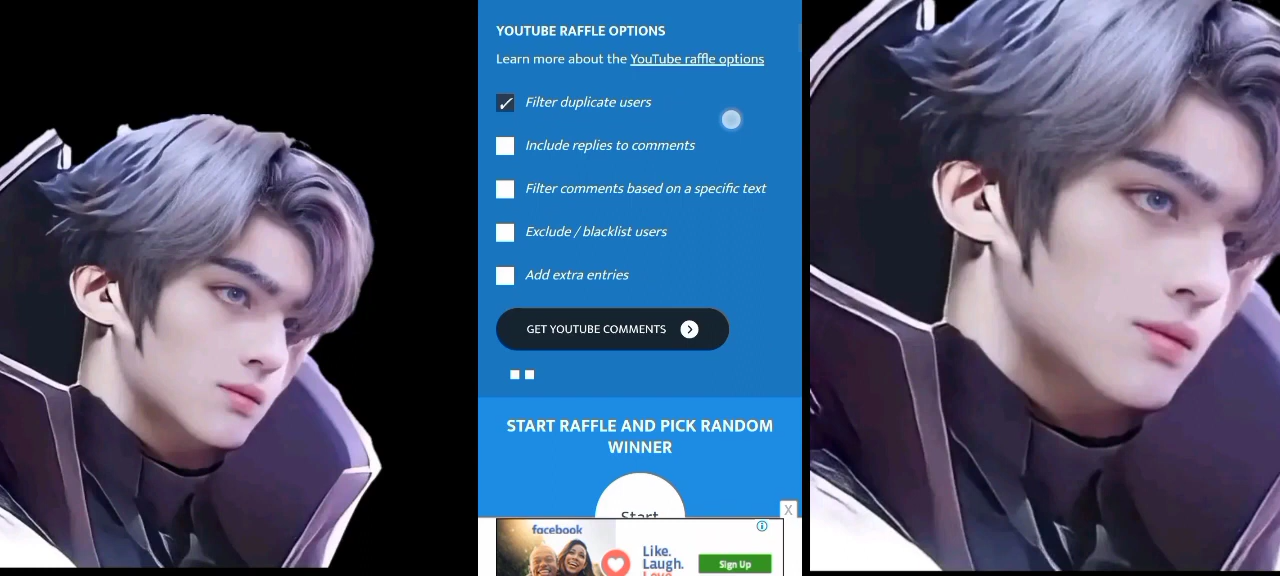 YOUTUBE RAFFLE OPTIONS
Learn more about the YouTube raffle options
Filter duplicate users
Include replies to comments
Filter comments based on a specific text
Exclude / blacklist users
Add extra entries
GET YOUTUBE COMMENTS
START RAFFLE AND PICK RANDOM
WINNER
Start
X
facebook
Like.
Laugh.
Love.
Sign Up